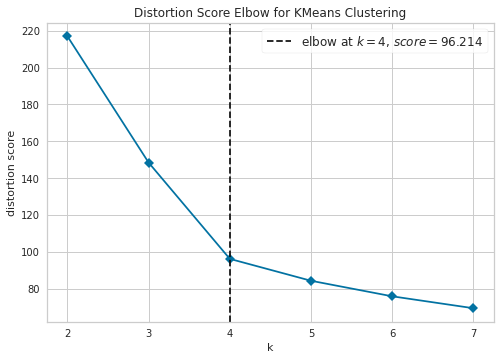 Distortion Score Elbow for KMeans Clustering
elbow at k = 4, score = 96.214
220
200
180
160
140
120
100
80
distortion score
2 3 4 5 6 7
k